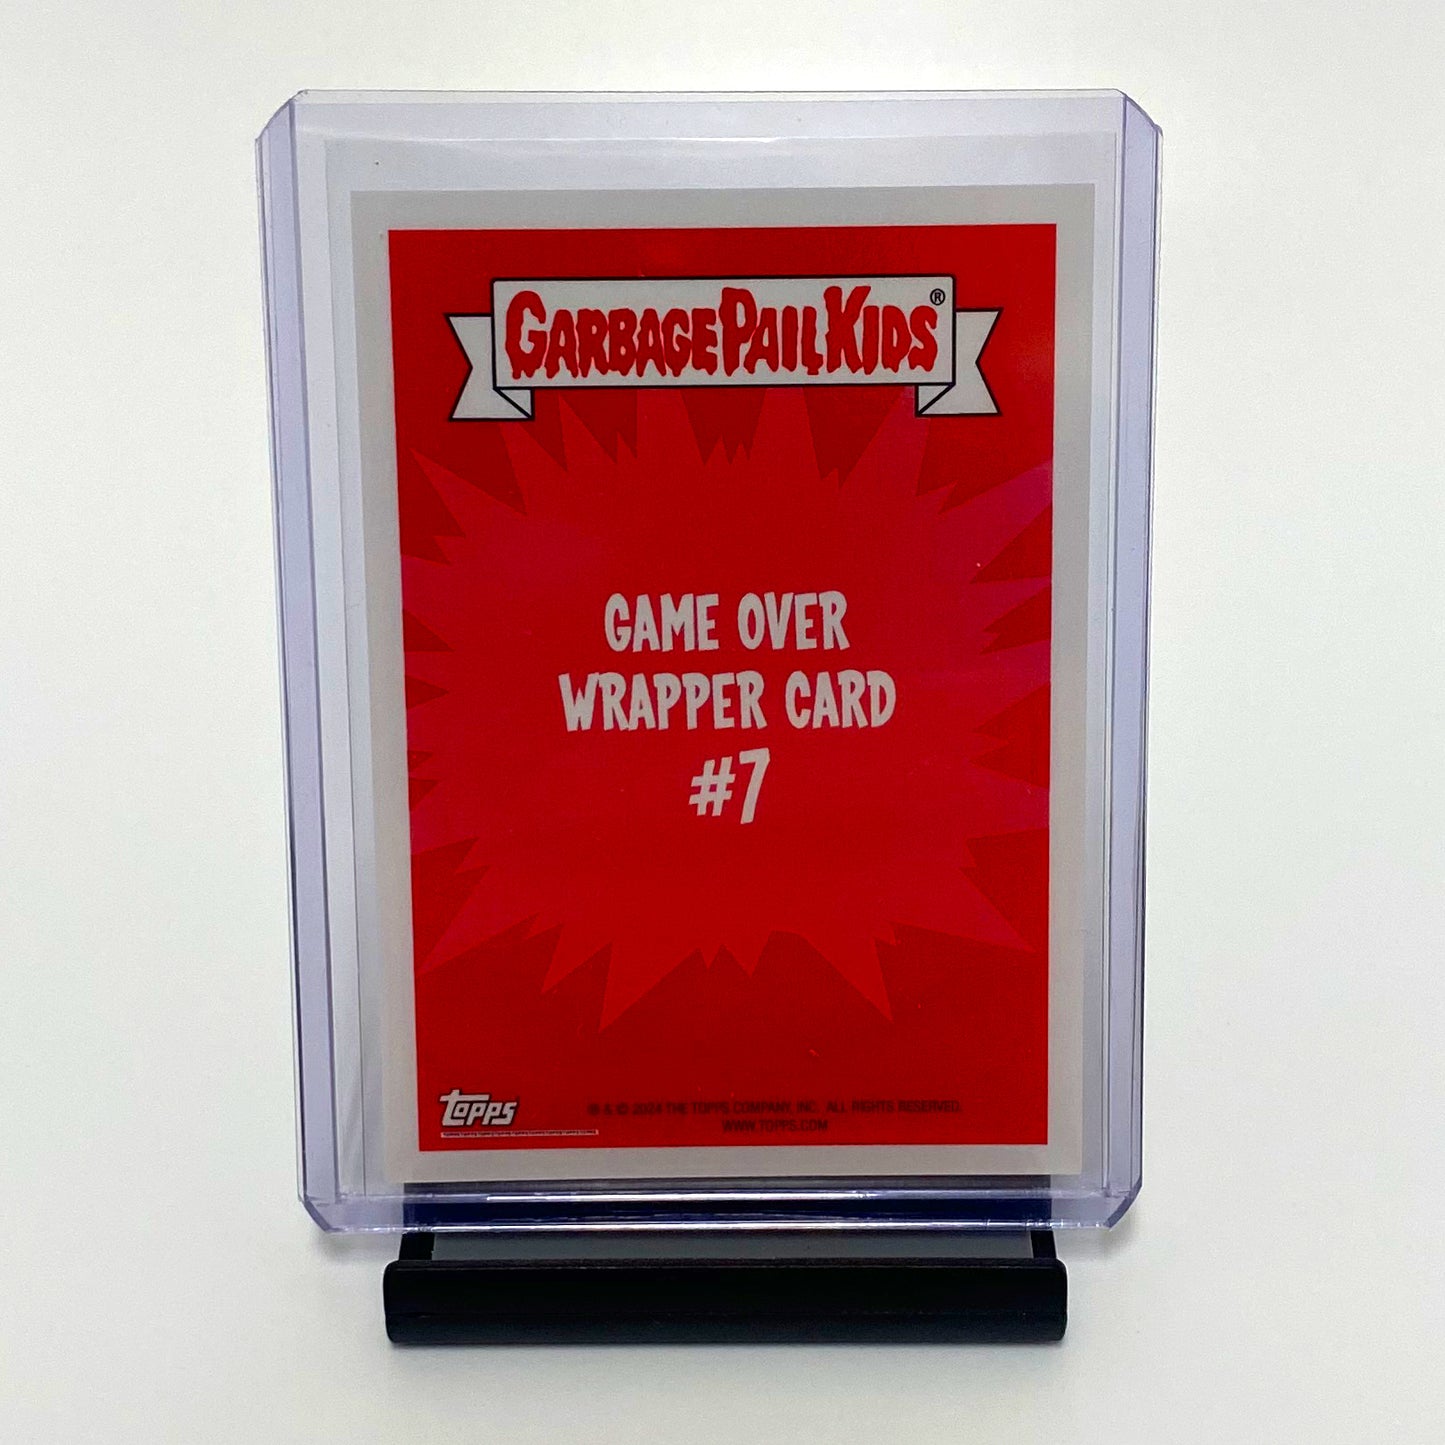 GARBAGE PAIL KIDS®
GAME OVER
WRAPPER CARD
#7
topps
® & © 2024 THE TOPPS COMPANY, INC. ALL RIGHTS RESERVED.
WWW.TOPPS.COM